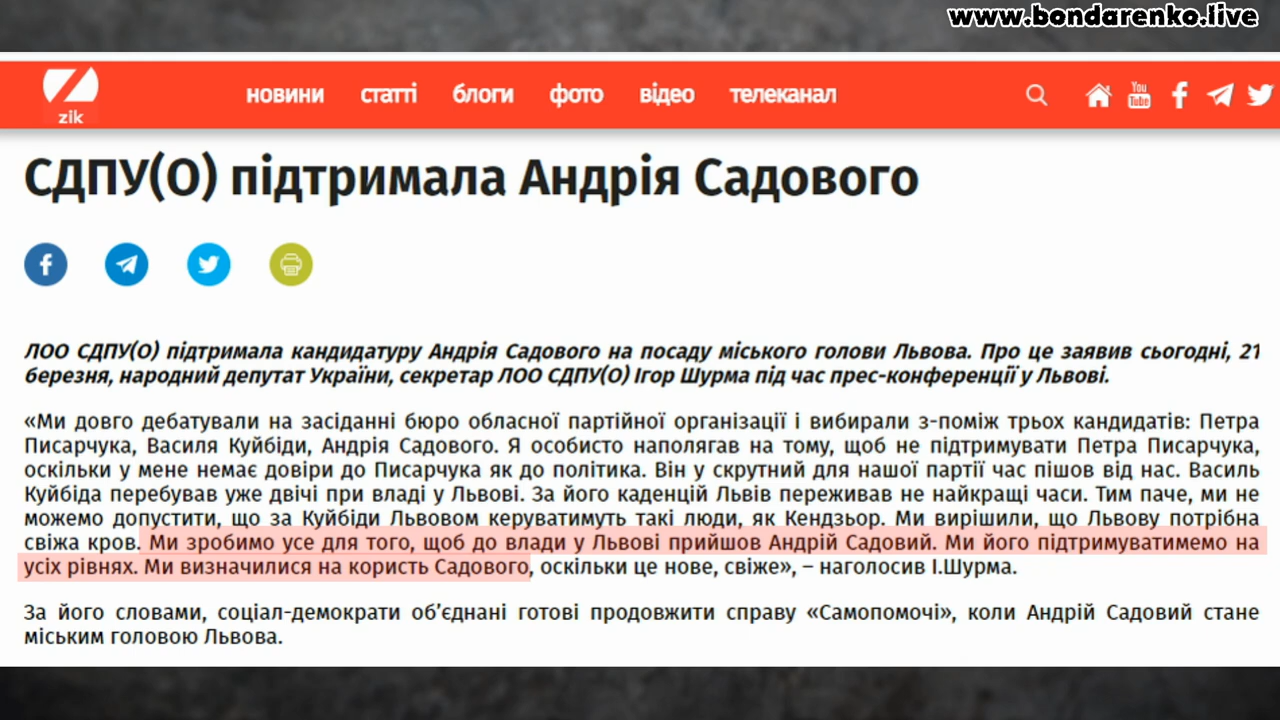 www.bondarenko.live
zik
новини статті блоги фото відео телеканал
You
Tube
СДПУ(О) підтримала Андрія Садового
ЛОО СДПУ(О) підтримала кандидатуру Андрія Садового на посаду міського голови Львова. Про це заявив сьогодні, 21
березня, народний депутат України, секретар ЛОО СДПУ(О) Ігор Шурма під час прес-конференції у Львові.
«Ми довго дебатували на засіданні бюро обласної партійної організації і вибирали з-поміж трьох кандидатів: Петра
Писарчука, Василя Куйбіди, Андрія Садового. Я особисто наполягав на тому, щоб не підтримувати Петра Писарчука,
оскільки у мене немає довіри до Писарчука як до політика. Він у скрутний для нашої партії час пішов від нас. Василь
Куйбіда перебував уже двічі при владі у Львові. За його каденцій Львів переживав не найкращі часи. Тим паче, ми не
можемо допустити, що за Куйбіди Львовом керуватимуть такі люди, як Кендзьор. Ми вирішили, що Львову потрібна
свіжа кров. Ми зробимо усе для того, щоб до влади у Львові прийшов Андрій Садовий. Ми його підтримуватимемо на
усіх рівнях. Ми визначилися на користь Садового, оскільки це нове, свіже», – наголосив І.Шурма.
За його словами, соціал-демократи об’єднані готові продовжити справу «Самопомочі», коли Андрій Садовий стане
міським головою Львова.